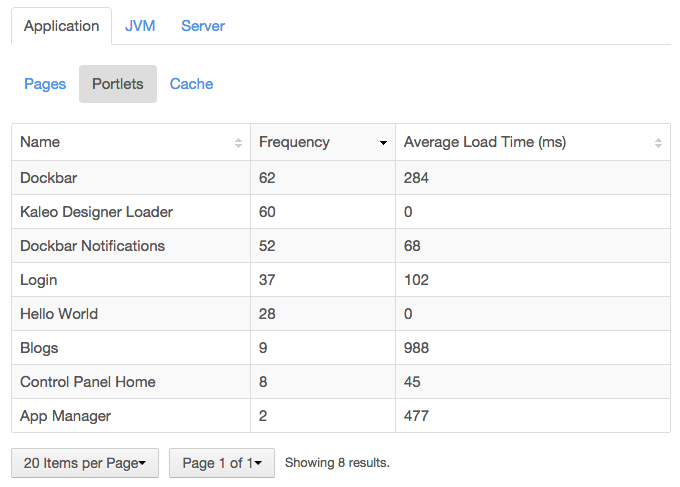 Application JVM Server
Pages Portlets Cache
Name Frequency Average Load Time (ms)
Dockbar 62 284
Kaleo Designer Loader 60 0
Dockbar Notifications 52 68
Login 37 102
Hello World 28 0
Blogs 9 988
Control Panel Home 8 45
App Manager 2 477
20 Items per Page Page 1 of 1 Showing 8 results.